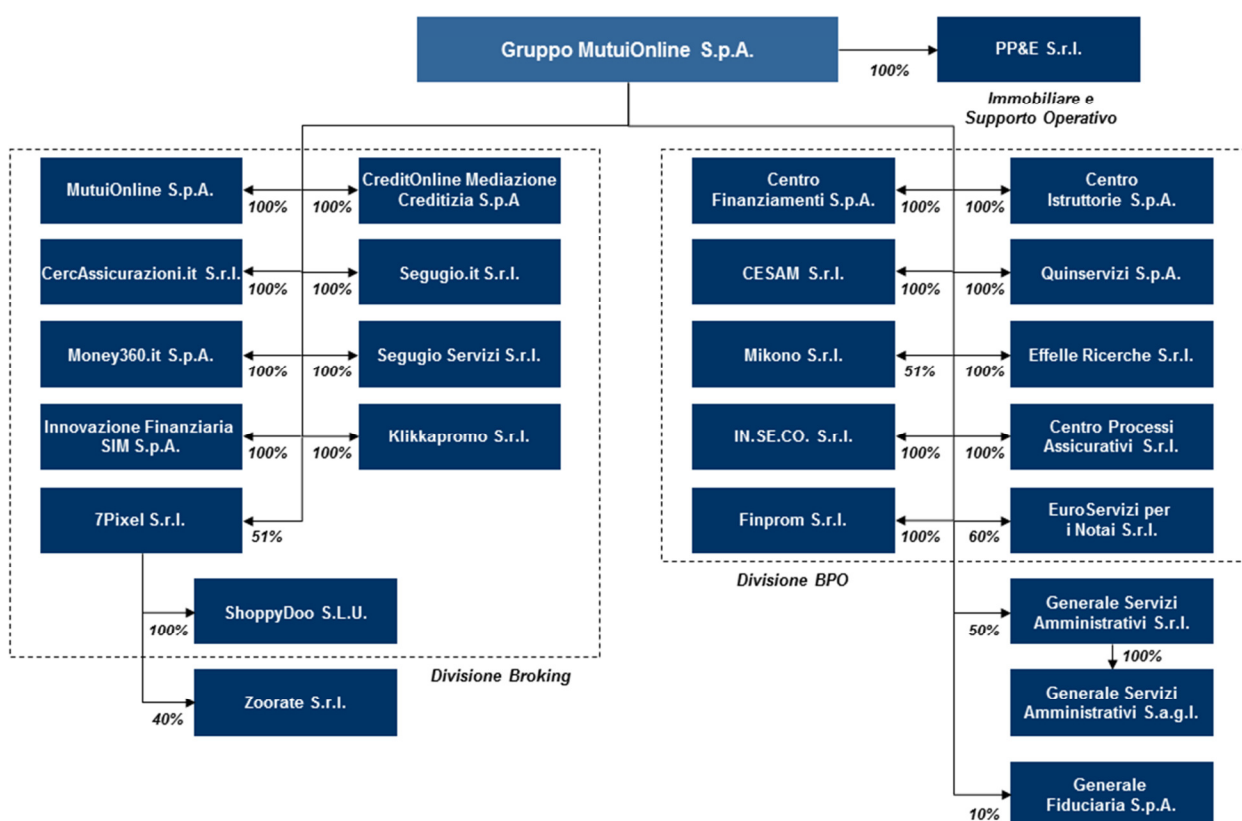 Gruppo MutuiOnline S.p.A.
PP&E S.r.l.
100%
Immobiliare e
Supporto Operativo
MutuiOnline S.p.A.
CreditOnline Mediazione
Creditizia S.p.A
100%
100%
CercAssicurazioni.it S.r.l.
Segugio.it S.r.l.
100%
100%
Money360.it S.p.A.
Segugio Servizi S.r.l.
100%
100%
Innovazione Finanziaria
SIM S.p.A.
Klikkapromo S.r.l.
100%
100%
7Pixel S.r.l.
51%
ShoppyDoo S.L.U.
100%
Divisione Broking
Zoorate S.r.l.
40%
Centro
Finanziamenti S.p.A.
Centro
Istruttorie S.p.A.
100%
100%
CESAM S.r.l.
Quinservizi S.p.A.
100%
100%
Mikono S.r.l.
Effelle Ricerche S.r.l.
51%
100%
IN.SE.CO. S.r.l.
Centro Processi
Assicurativi S.r.l.
100%
100%
Finprom S.r.l.
EuroServizi per
i Notai S.r.l.
100%
60%
Divisione BPO
Generale Servizi
Amministrativi S.r.l.
50%
100%
Generale Servizi
Amministrativi S.a.g.l.
Generale
Fiduciaria S.p.A.
10%